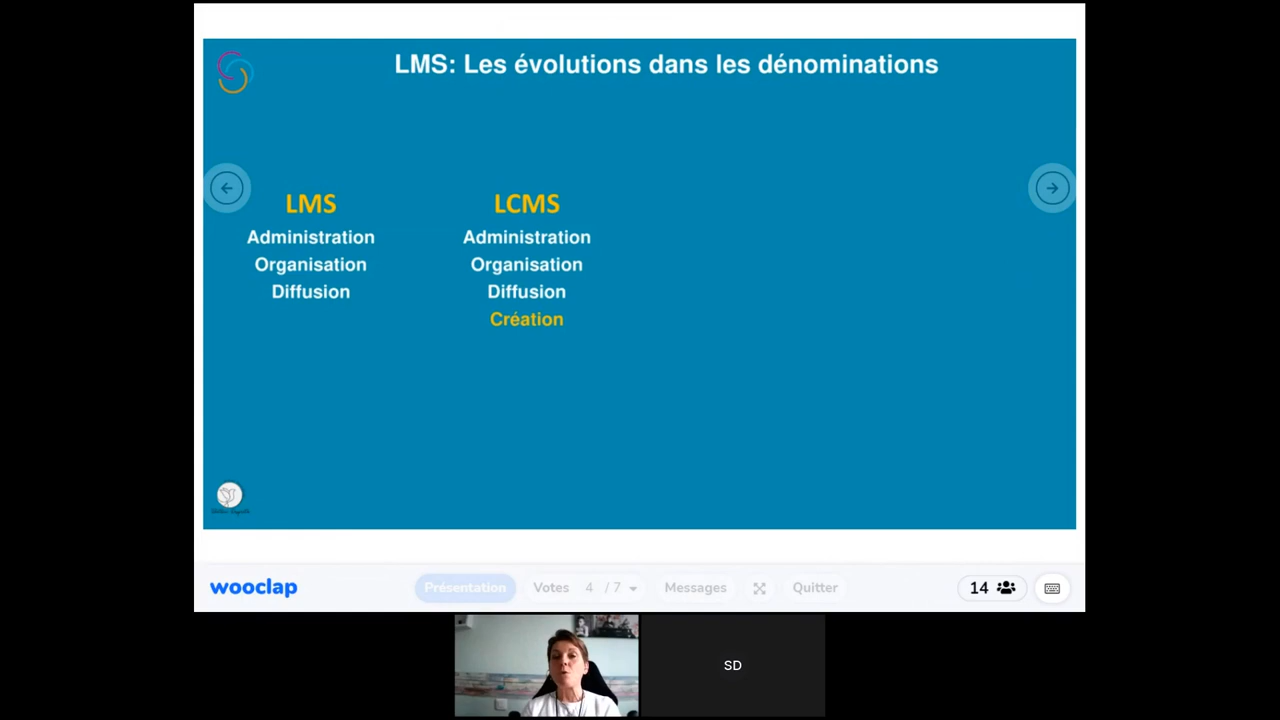 LMS: Les évolutions dans les dénominations
LMS
Administration
Organisation
Diffusion
LCMS
Administration
Organisation
Diffusion
Création
wooclap
Présentation
Votes 4 / 7
Messages
Quitter
14
SD